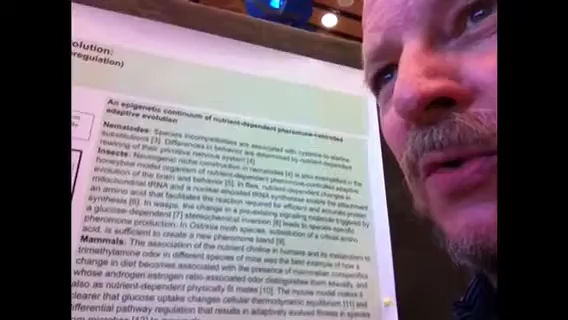 olution:
regulation)
An epigenetic continuum of nutrient-dependent pheromone-controlled
adaptive evolution
Nematodes: Species incompatibilities are associated with cysteine-to-alanine
substitutions [3]. Differences in behavior are determined by nutrient-dependent
rewiring of their primitive nervous system [4].
Insects: Neurogenic niche construction in nematodes [4] is also exemplified in the
honeybee model organism of nutrient-dependent pheromone-controlled adaptive
evolution of the brain and behavior [5]. In flies, nutrient-dependent changes in
mitochondrial tRNA and a nuclear-encoded tRNA synthetase enable the attachment
an amino acid that facilitates the reaction required for efficient and accurate protein
synthesis [6]. In wasps, the change in a pre-existing signaling molecule triggered by
a glucose-dependent [7] stereochemical inversion [8] leads to species-specific
pheromone production. In Ostrinia moth species, substitution of a critical amino
acid, is sufficient to create a new pheromone blend [9].
Mammals: The association of the nutrient choline in humans and its metabolism to
trimethylamine odor in different species of mice was the latest example of how a
change in diet becomes associated with the presence of mammalian conspecifics
whose androgen estrogen ratio-associated odor distinguishes them sexually, and
also as nutrient-dependent physically fit mates [10]. The mouse model makes it
clearer that glucose uptake changes cellular thermodynamic equilibrium [11] and
differential pathway regulation that results in adaptively evolved fitness in species
from microbes [12] to